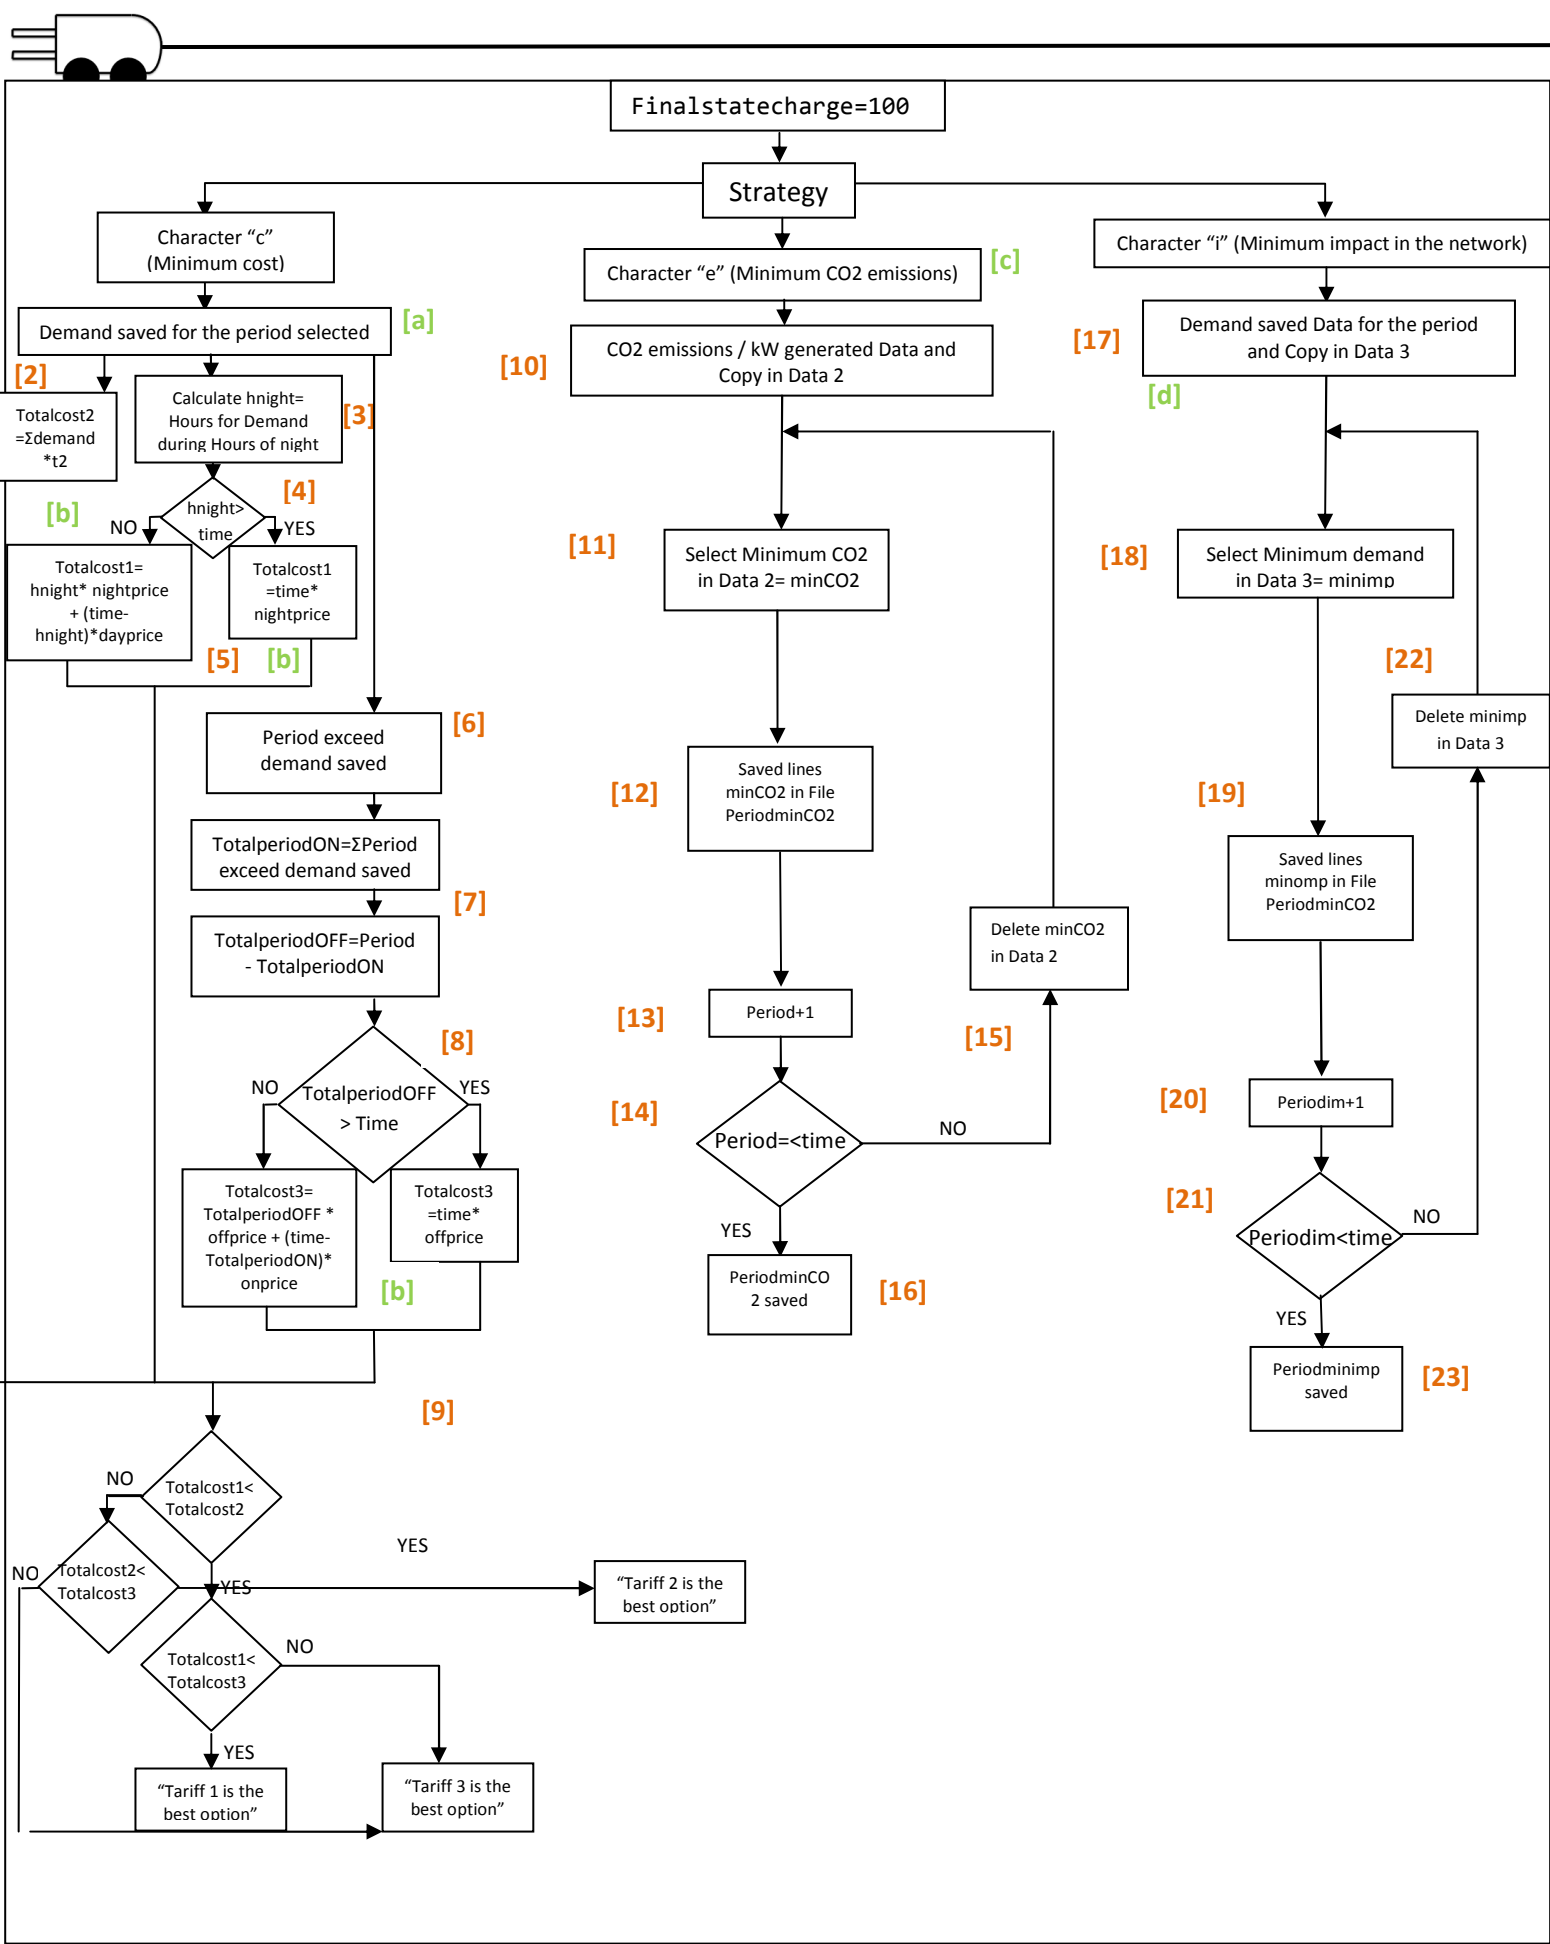 Finalstatecharge=100
Strategy
Character “c”
(Minimum cost)
Demand saved for the period selected
[a]
[2]
Totalcost2
=Σdemand
*t2
[b]
Calculate hnight=
Hours for Demand
during Hours of night
[3]
hnight>
time
[4]
NO
YES
Totalcost1=
hnight* nightprice
+ (time-
hnight)*dayprice
Totalcost1
=time*
nightprice
[5]
[b]
Period exceed
demand saved
[6]
TotalperiodON=ΣPeriod
exceed demand saved
[7]
TotalperiodOFF=Period
- TotalperiodON
[8]
TotalperiodOFF
> Time
NO
YES
Totalcost3=
TotalperiodOFF *
offprice + (time-
TotalperiodON)*
onprice
Totalcost3
=time*
offprice
[b]
[9]
Totalcost1<
Totalcost2
NO
YES
Totalcost2<
Totalcost3
NO
YES
“Tariff 2 is the
best option”
Totalcost1<
Totalcost3
NO
YES
“Tariff 1 is the
best option”
“Tariff 3 is the
best option”
Character “e” (Minimum CO2 emissions)
[c]
[10]
CO2 emissions / kW generated Data and
Copy in Data 2
[11]
Select Minimum CO2
in Data 2= minCO2
[12]
Saved lines
minCO2 in File
PeriodminCO2
[13]
Period+1
[14]
Period=<time
NO
YES
[15]
Delete minCO2
in Data 2
PeriodminCO
2 saved
[16]
Character “i” (Minimum impact in the network)
[17]
Demand saved Data for the period
and Copy in Data 3
[d]
[18]
Select Minimum demand
in Data 3= minimp
[19]
Saved lines
minomp in File
PeriodminCO2
[20]
Periodim+1
[21]
Periodim<time
NO
YES
[22]
Delete minimp
in Data 3
Periodminimp
saved
[23]